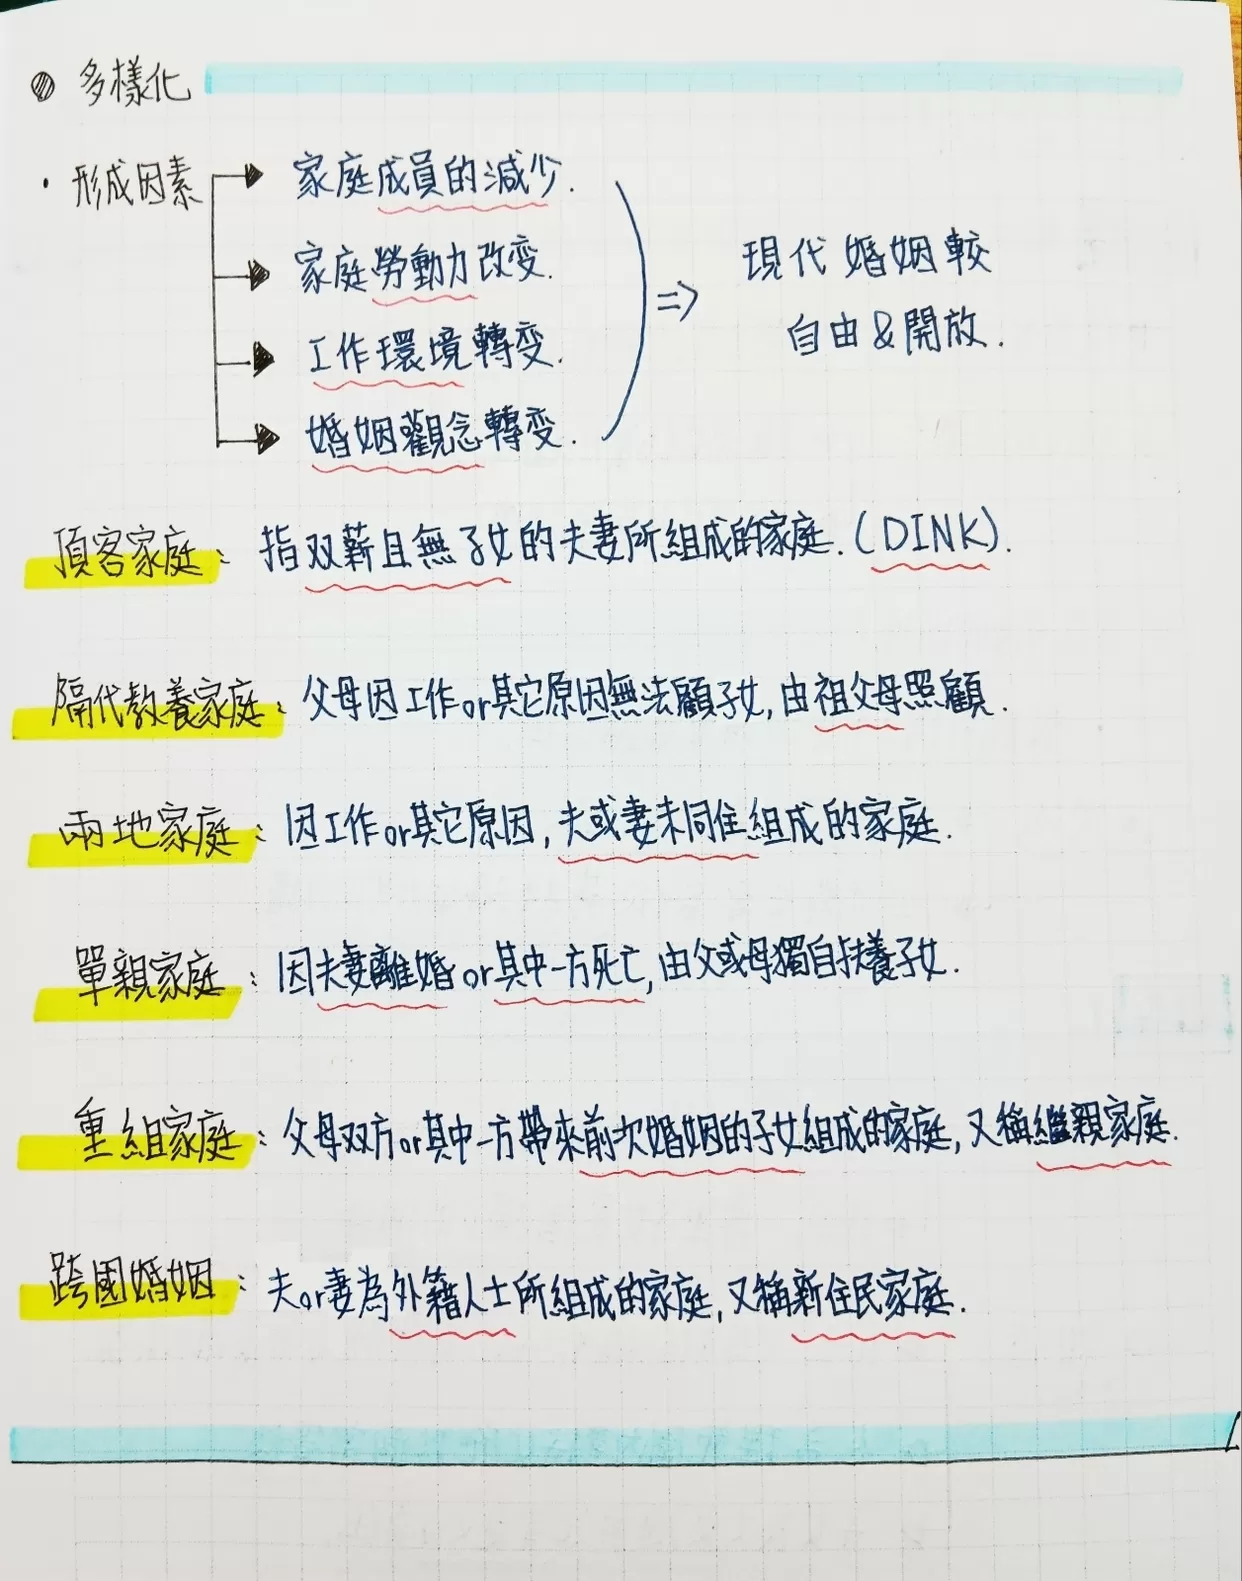 多樣化
形成因素
家庭成員的減少.
家庭勞動力改变.
工作環境轉变.
婚姻觀念轉变.
現代婚姻較
自由&開放.
頂客家庭: 指双薪且無子女的夫妻所組成的家庭.(DINK).
隔代教養家庭: 父母因工作or其它原因無法顧子女,由祖父母照顧.
兩地家庭: 因工作or其它原因,夫或妻未同住組成的家庭.
單親家庭: 因夫妻離婚or其中一方死亡,由父或母獨自扶養子女.
重組家庭: 父母双方or其中一方帶來前次婚姻的子女組成的家庭,又稱繼親家庭.
跨國婚姻: 夫or妻為外籍人士所組成的家庭,又稱新住民家庭.